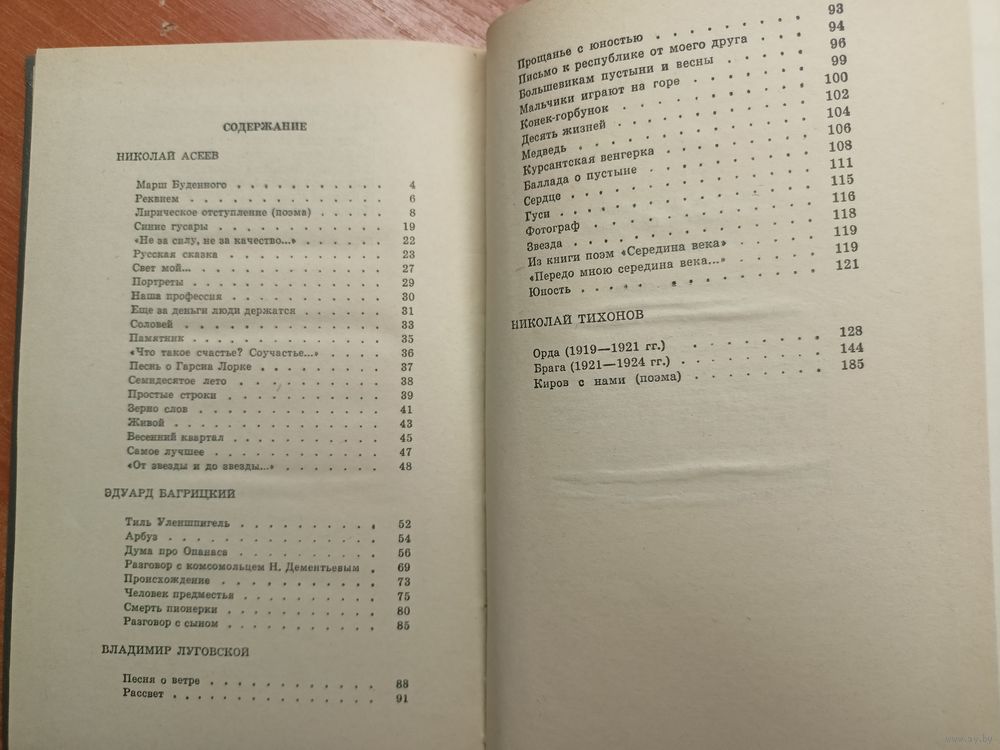 СОДЕРЖАНИЕ
НИКОЛАЙ АСЕЕВ
Марш Буденного . . . . . . . . . . 4
Реквием . . . . . . . . . . . . . 6
Лирическое отступление (поэма) . . . . . 8
Синие гусары . . . . . . . . . . . 19
«Не за силу, не за качество...» . . . . . . 22
Русская сказка . . . . . . . . . . . 23
Свет мой... . . . . . . . . . . . . 27
Портреты . . . . . . . . . . . . . 29
Наша профессия . . . . . . . . . . 30
Еще за деньги люди держатся . . . . . . 31
Соловей . . . . . . . . . . . . . 33
Памятник . . . . . . . . . . . . . 35
«Что такое счастье? Соучастье...» . . . . . 36
Песнь о Гарсиа Лорке . . . . . . . . . 37
Семидесятое лето . . . . . . . . . . 38
Простые строки . . . . . . . . . . . 39
Зерно слов . . . . . . . . . . . . 41
Живой . . . . . . . . . . . . . . 43
Весенний квартал . . . . . . . . . . 45
Самое лучшее . . . . . . . . . . . 47
«От звезды и до звезды...» . . . . . . . 48
ЭДУАРД БАГРИЦКИЙ
Тиль Уленшпигель . . . . . . . . . . 52
Арбуз . . . . . . . . . . . . . . 54
Дума про Опанаса . . . . . . . . . . 56
Разговор с комсомольцем Н. Дементьевым . 69
Происхождение . . . . . . . . . . . 73
Человек предместья . . . . . . . . . 75
Смерть пионерки . . . . . . . . . . 80
Разговор с сыном . . . . . . . . . . 85
ВЛАДИМИР ЛУГОВСКОЙ
Песня о ветре . . . . . . . . . . . 88
Рассвет . . . . . . . . . . . . . 91
Прощанье с юностью . . . . . . . . 93
Письмо к республике от моего друга . . . 94
Большевикам пустыни и весны . . . . . 96
Мальчики играют на горе . . . . . . . 99
Конек-горбунок . . . . . . . . . . 100
Десять жизней . . . . . . . . . . 102
Медведь . . . . . . . . . . . . 104
Курсантская венгерка . . . . . . . . 106
Баллада о пустыне . . . . . . . . . 108
Сердце . . . . . . . . . . . . . 111
Гуси . . . . . . . . . . . . . . 115
Фотограф . . . . . . . . . . . . 116
Звезда . . . . . . . . . . . . . 118
Из книги поэм «Середина века» . . . . . 119
«Передо мною середина века...» . . . . . 119
Юность . . . . . . . . . . . . . 121
НИКОЛАЙ ТИХОНОВ
Орда (1919—1921 гг.) . . . . . . . . 128
Брага (1921—1924 гг.) . . . . . . . . 144
Киров с нами (поэма) . . . . . . . . 185
www.ay.by